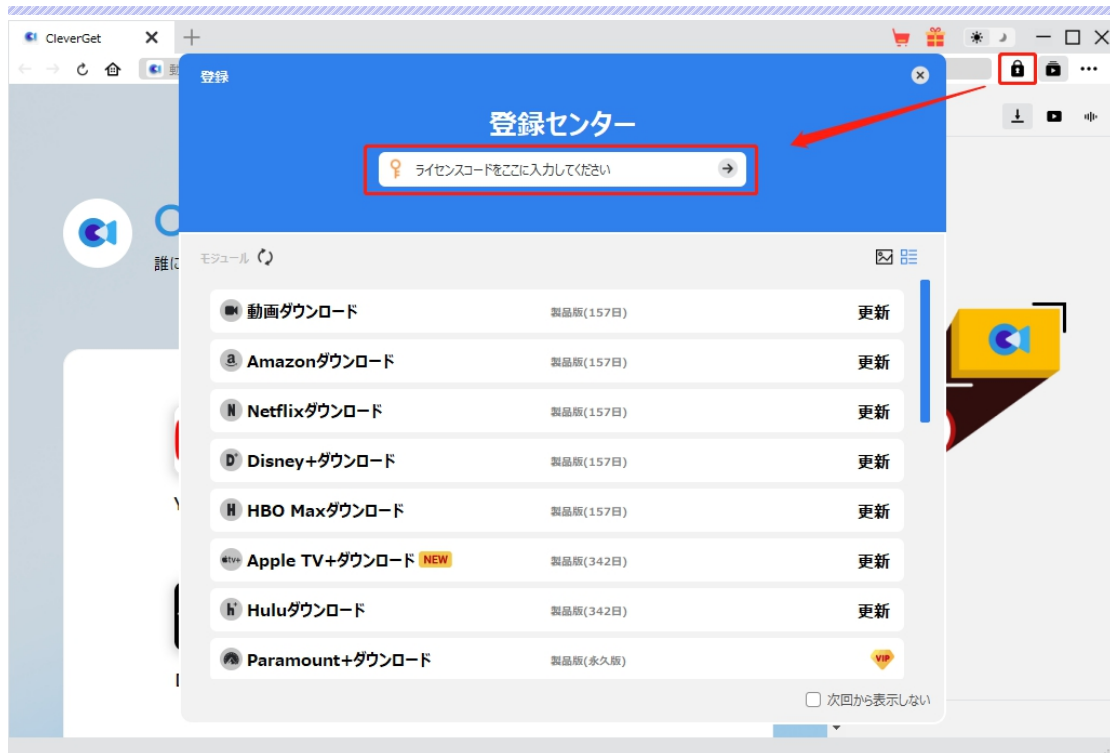 CleverGet
登録
登録センター
ライセンスコードをここに入力してください
誰に
モジュール
動画ダウンロード 製品版(157日) 更新
Amazonダウンロード 製品版(157日) 更新
Netflixダウンロード 製品版(157日) 更新
Disney+ダウンロード 製品版(157日) 更新
HBO Maxダウンロード 製品版(157日) 更新
Apple TV+ダウンロード NEW 製品版(342日) 更新
Huluダウンロード 製品版(342日) 更新
Paramount+ダウンロード 製品版(永久版) VIP
次回から表示しない